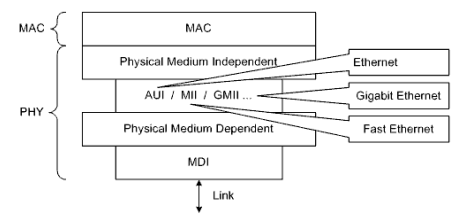 MAC
MAC
Physical Medium Independent
Ethernet
AUI / MII / GMII ...
Gigabit Ethernet
PHY
Physical Medium Dependent
Fast Ethernet
MDI
Link